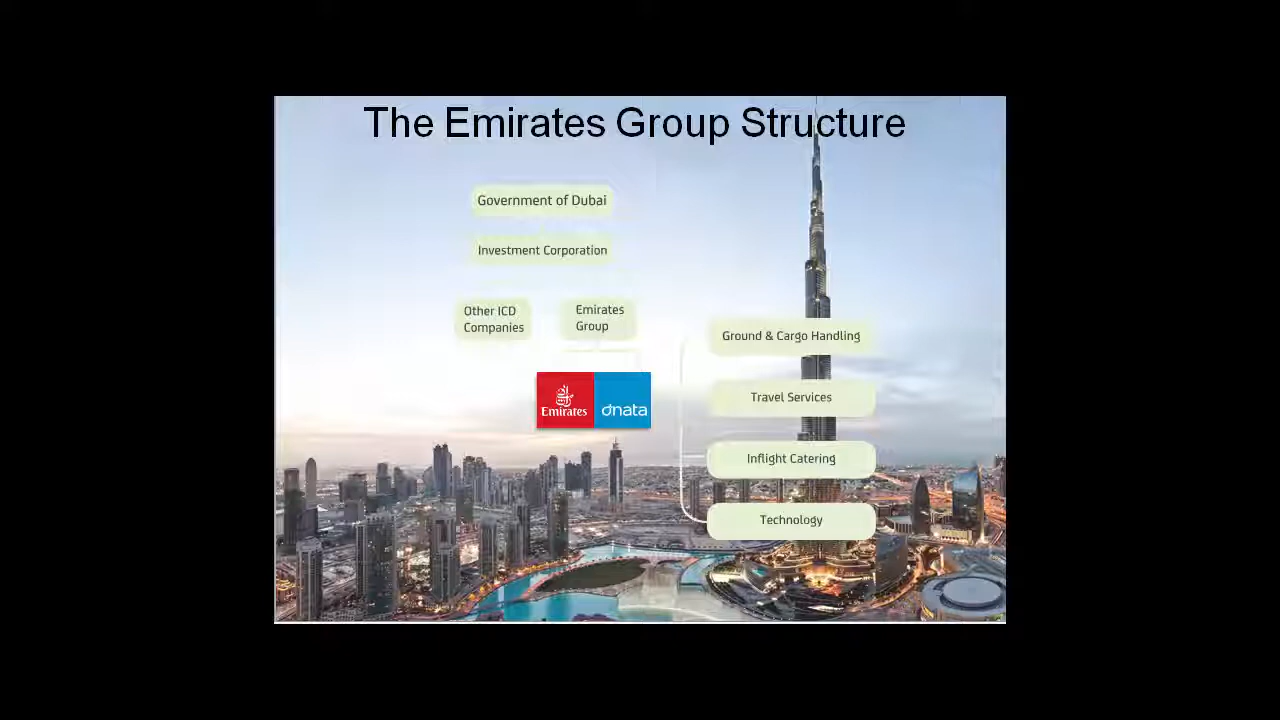 The Emirates Group Structure
Government of Dubai
Investment Corporation
Other ICD
Companies
Emirates
Group
Emirates
dnata
Ground & Cargo Handling
Travel Services
Inflight Catering
Technology